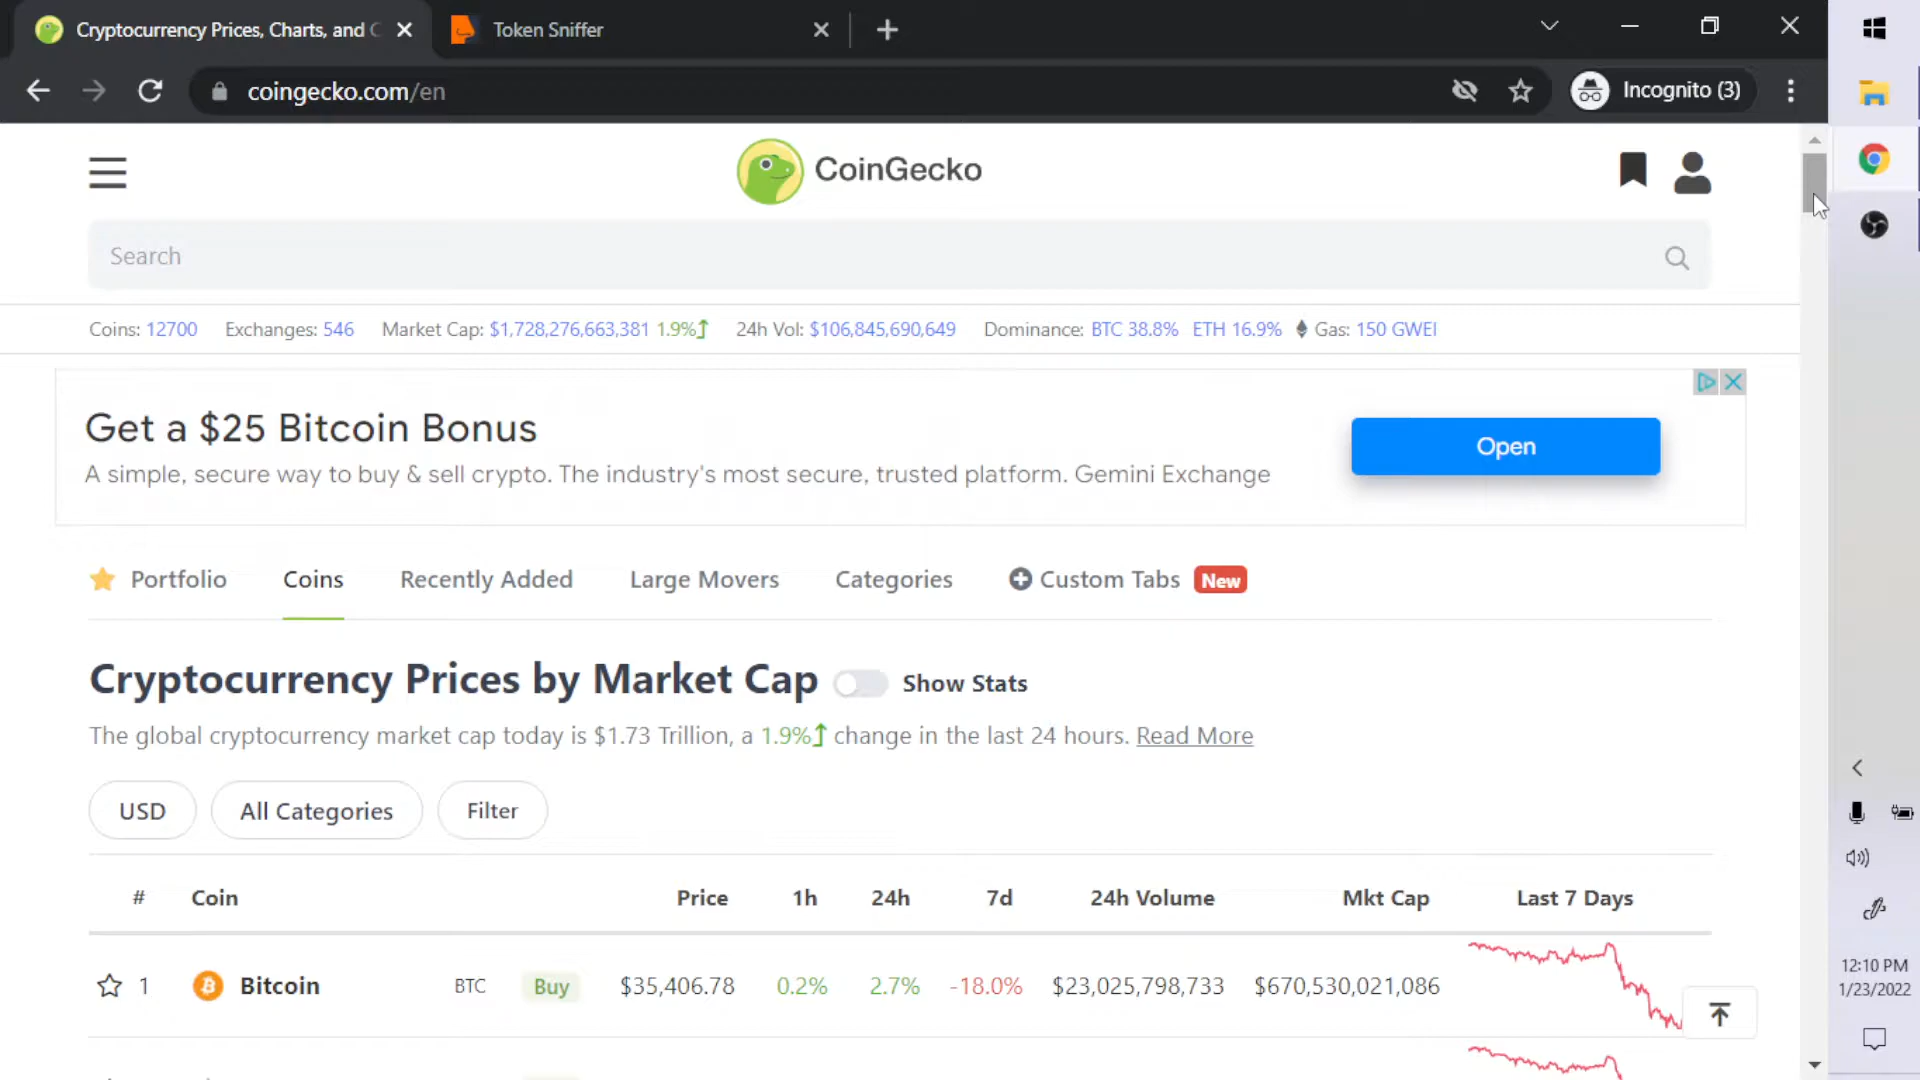 Cryptocurrency Prices, Charts, and C
Token Sniffer
coingecko.com/en
Incognito (3)
CoinGecko
Search
Coins: 12700 Exchanges: 546 Market Cap: $1,728,276,663,381 1.9% 24h Vol: $106,845,690,649 Dominance: BTC 38.8% ETH 16.9% Gas: 150 GWEI
Get a $25 Bitcoin Bonus
A simple, secure way to buy & sell crypto. The industry's most secure, trusted platform. Gemini Exchange
Open
Portfolio Coins Recently Added Large Movers Categories Custom Tabs New
Cryptocurrency Prices by Market Cap Show Stats
The global cryptocurrency market cap today is $1.73 Trillion, a 1.9% change in the last 24 hours. Read More
USD All Categories Filter
# Coin Price 1h 24h 7d 24h Volume Mkt Cap Last 7 Days
1 Bitcoin BTC Buy $35,406.78 0.2% 2.7% -18.0% $23,025,798,733 $670,530,021,086
12:10 PM
1/23/2022